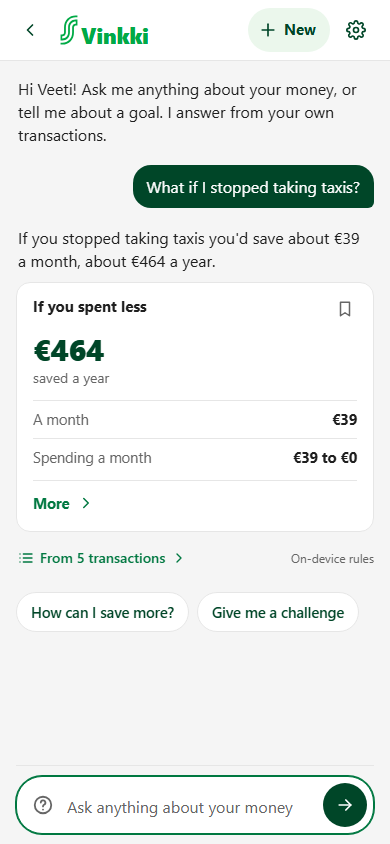 Vinkki
New
Hi Veeti! Ask me anything about your money, or
tell me about a goal. I answer from your own
transactions.
What if I stopped taking taxis?
If you stopped taking taxis you'd save about €39
a month, about €464 a year.
If you spent less
€464
saved a year
A month €39
Spending a month €39 to €0
More
From 5 transactions On-device rules
How can I save more? Give me a challenge
Ask anything about your money